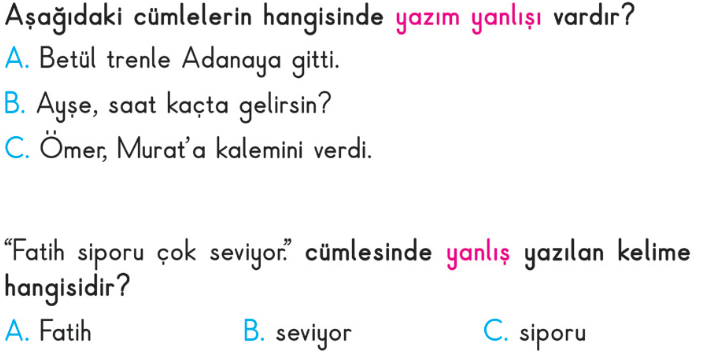 Aşağıdaki cümlelerin hangisinde yazım yanlışı vardır?
A. Betül trenle Adanaya gitti.
B. Ayşe, saat kaçta gelirsin?
C. Ömer, Murat'a kalemini verdi.
“Fatih siporu çok seviyor.” cümlesinde yanlış yazılan kelime
hangisidir?
A. Fatih B. seviyor C. siporu